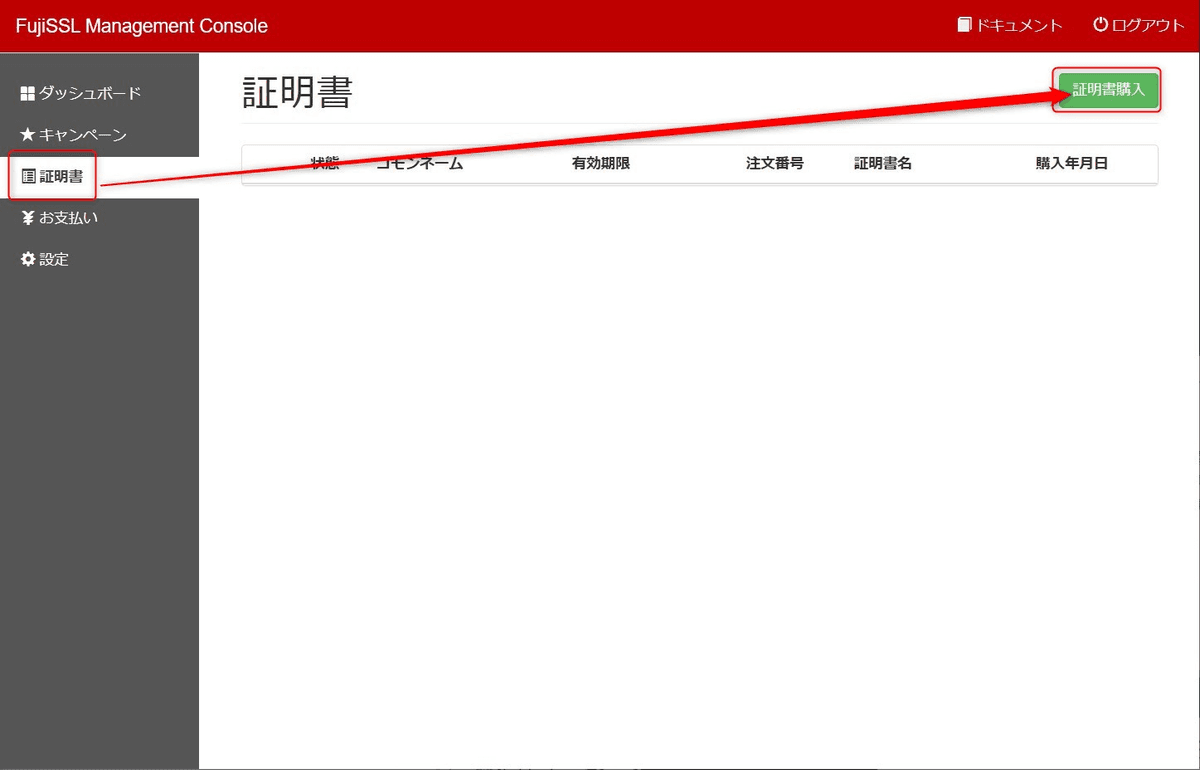 FujiSSL Management Console
ドキュメント ログアウト
ダッシュボード
キャンペーン
証明書
お支払い
設定
証明書
証明書購入
状態 コモンネーム 有効期限 注文番号 証明書名 購入年月日